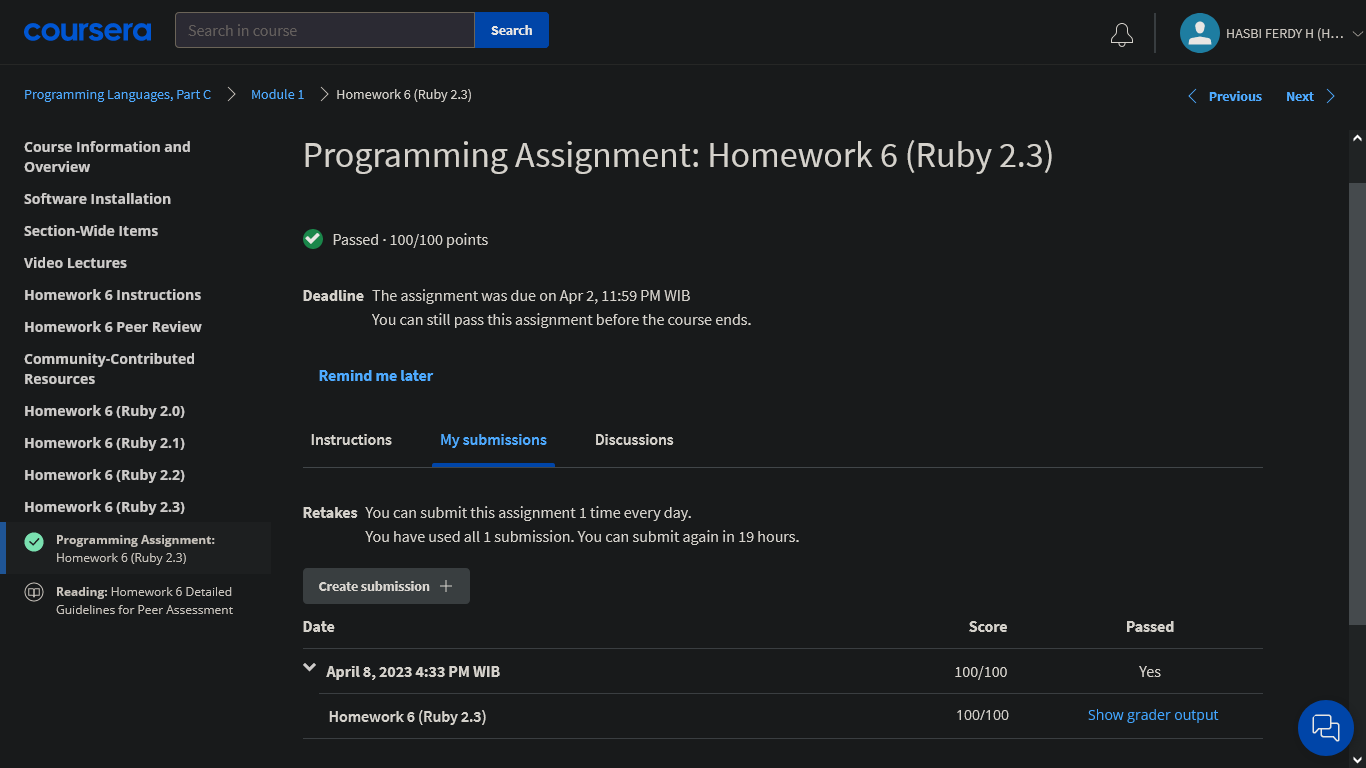 coursera
Search in course
Search
HASBI FERDY H (H...
Programming Languages, Part C
Module 1
Homework 6 (Ruby 2.3)
Previous
Next
Course Information and
Overview
Software Installation
Section-Wide Items
Video Lectures
Homework 6 Instructions
Homework 6 Peer Review
Community-Contributed
Resources
Homework 6 (Ruby 2.0)
Homework 6 (Ruby 2.1)
Homework 6 (Ruby 2.2)
Homework 6 (Ruby 2.3)
Programming Assignment:
Homework 6 (Ruby 2.3)
Reading: Homework 6 Detailed
Guidelines for Peer Assessment
Programming Assignment: Homework 6 (Ruby 2.3)
Passed · 100/100 points
Deadline The assignment was due on Apr 2, 11:59 PM WIB
You can still pass this assignment before the course ends.
Remind me later
Instructions
My submissions
Discussions
Retakes You can submit this assignment 1 time every day.
You have used all 1 submission. You can submit again in 19 hours.
Create submission
Date Score Passed
April 8, 2023 4:33 PM WIB 100/100 Yes
Homework 6 (Ruby 2.3) 100/100 Show grader output